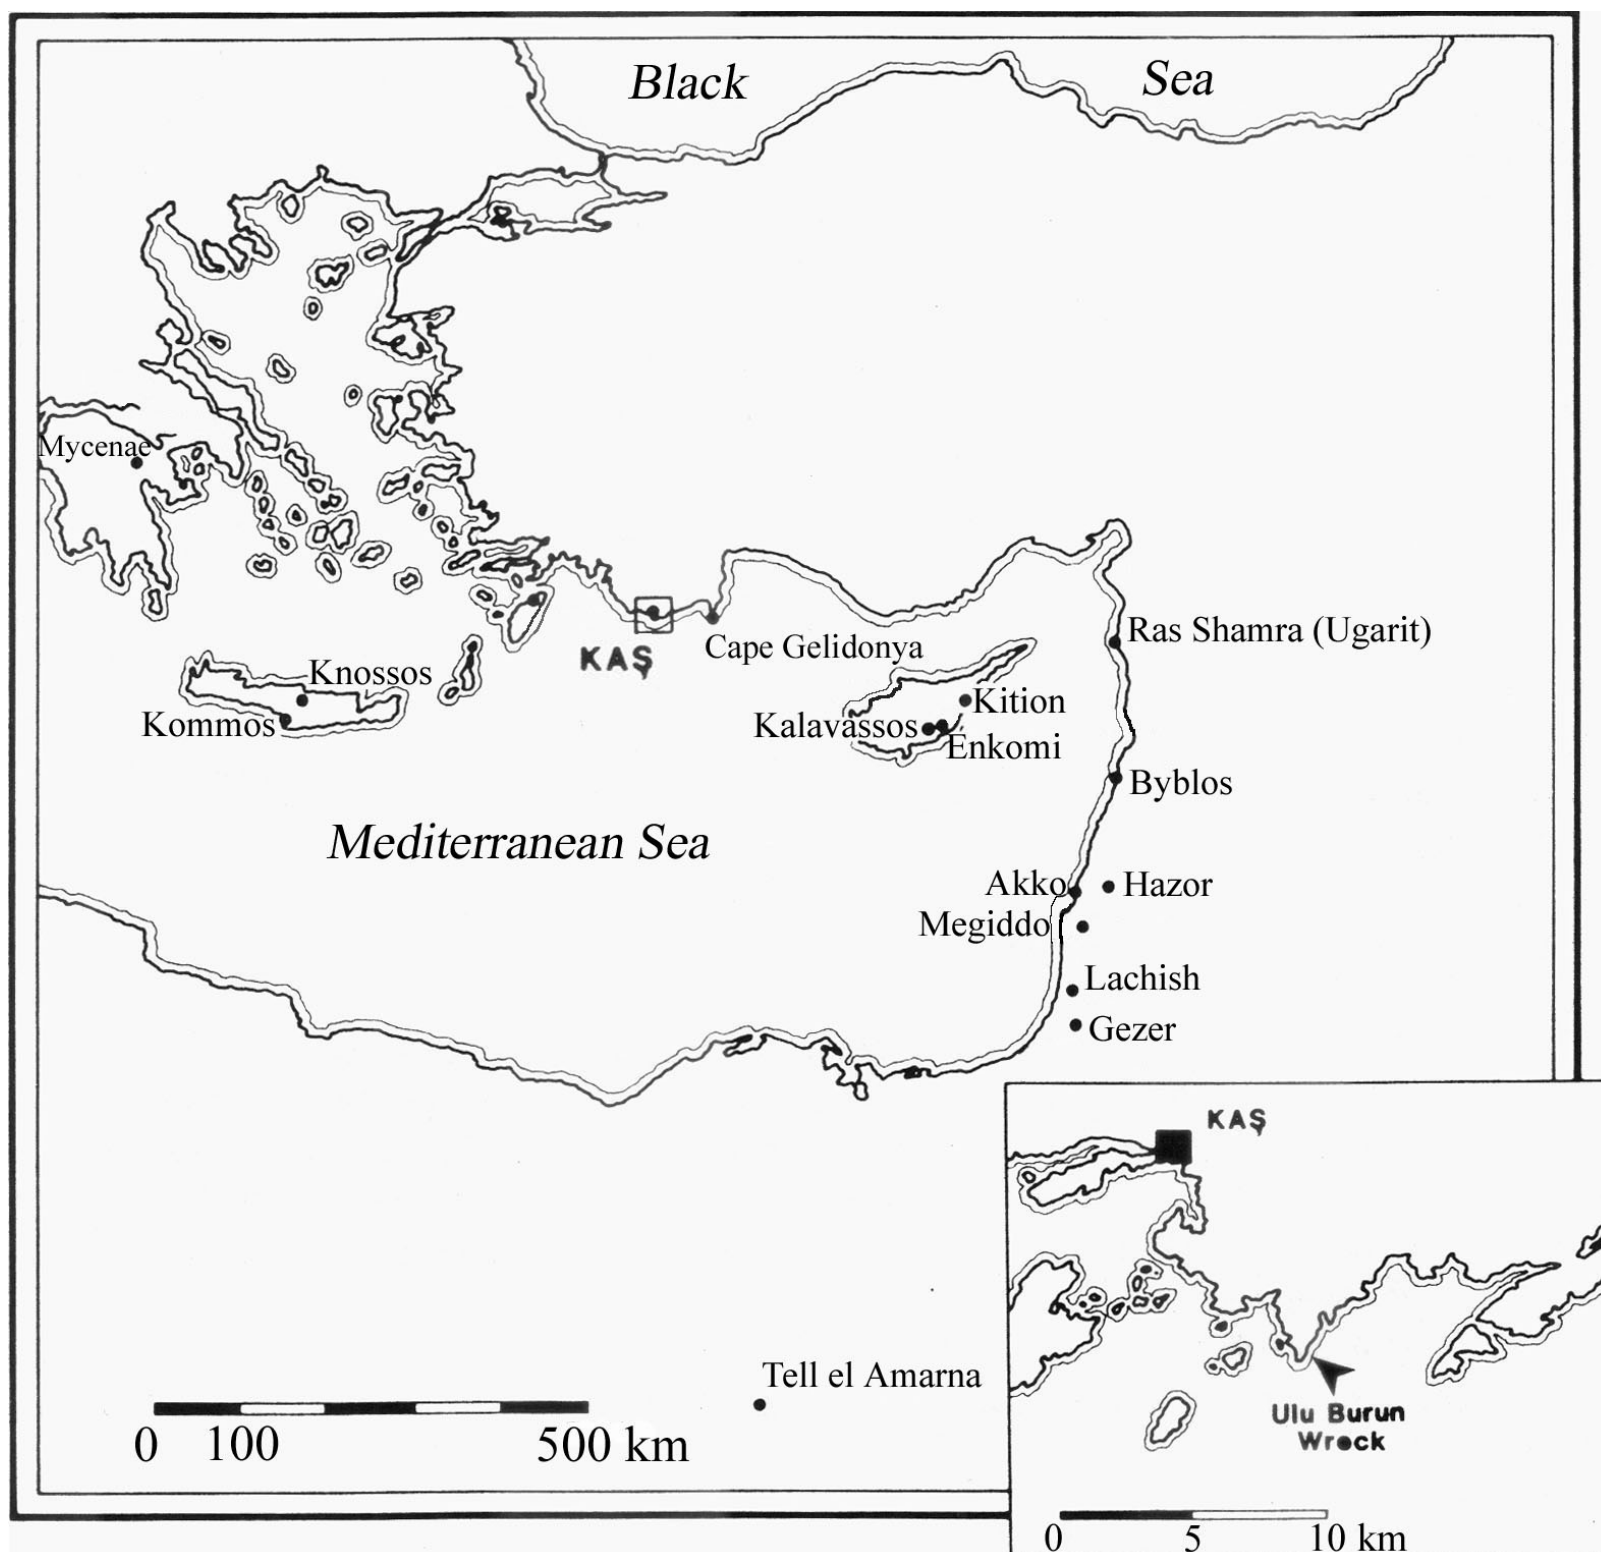 Black Sea
Mycenae
KAŞ
Cape Gelidonya
Ras Shamra (Ugarit)
Knossos
Kommos
Kition
Kalavassos
Enkomi
Byblos
Mediterranean Sea
Akko
Hazor
Megiddo
Lachish
Gezer
KAŞ
Tell el Amarna
Ulu Burun
Wreck
0 100 500 km
0 5 10 km